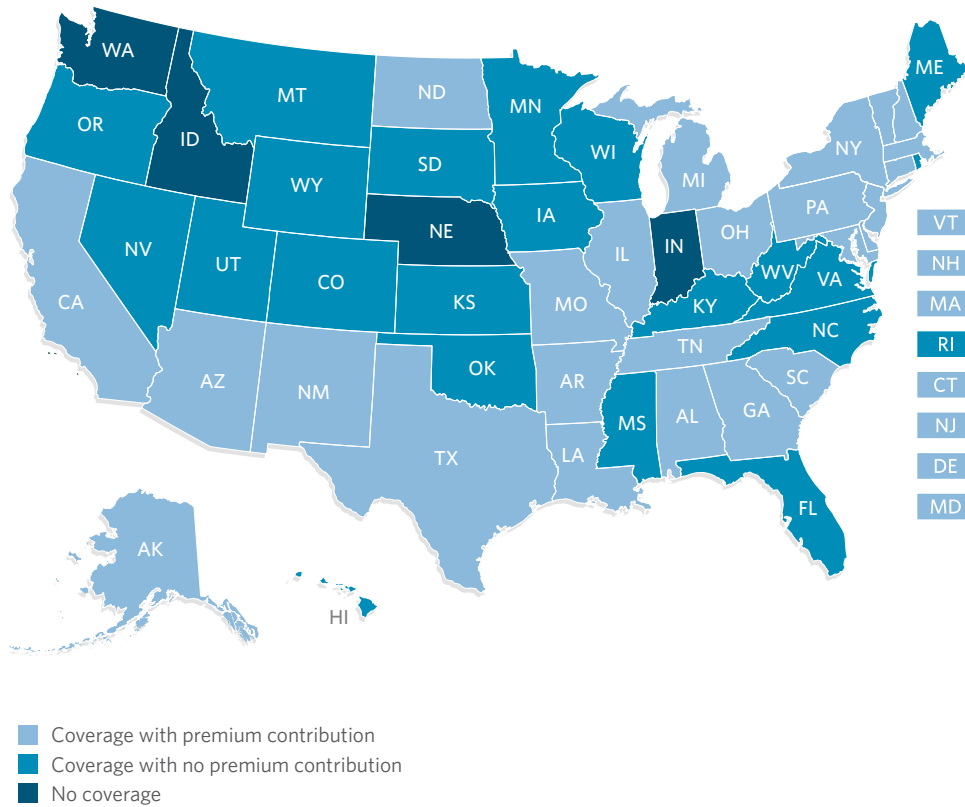 WA
ME
MT
ND
MN
OR
ID
WI
NY
SD
MI
WY
IA
PA
NE
OH
IL
IN
NV
UT
CO
WV
VA
CA
KS
MO
KY
NC
TN
OK
AZ
NM
AR
SC
MS
AL
GA
TX
LA
FL
AK
HI
VT
NH
MA
RI
CT
NJ
DE
MD
Coverage with premium contribution
Coverage with no premium contribution
No coverage